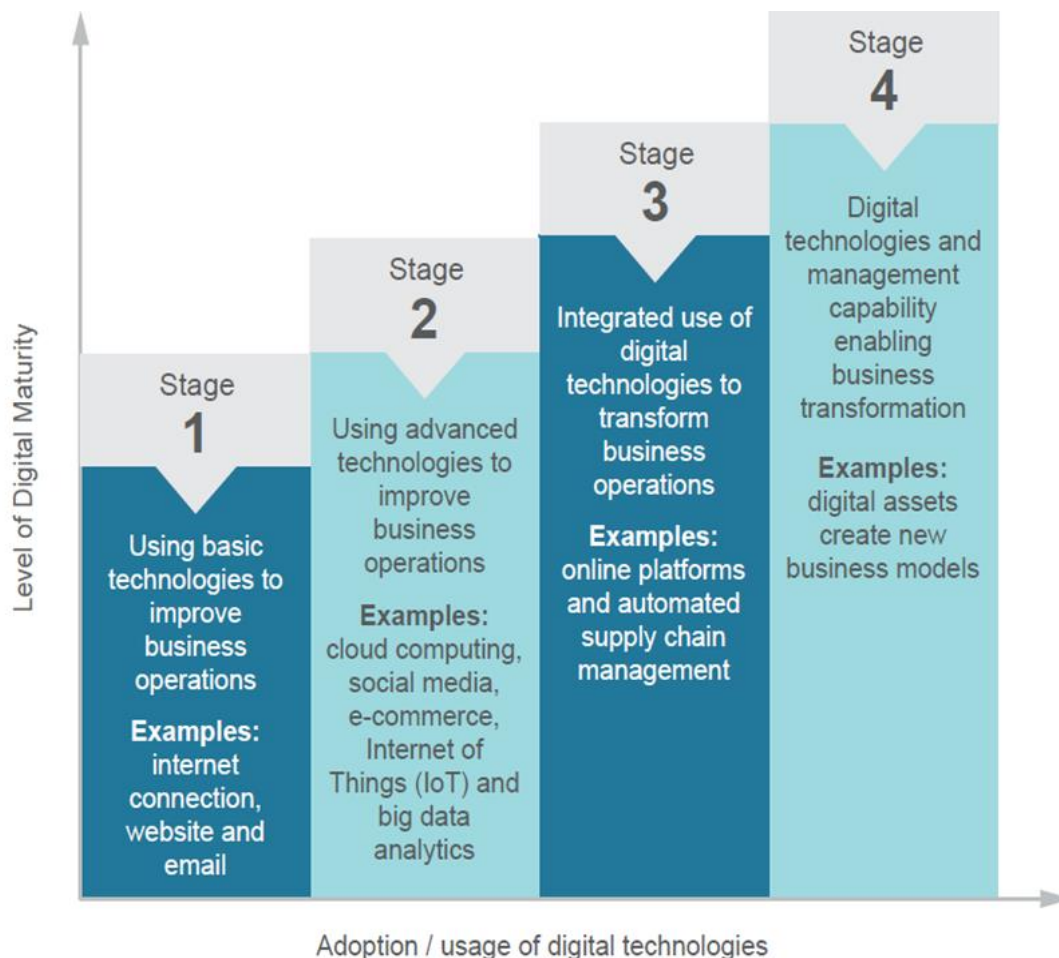 Level of Digital Maturity
Stage
1
Using basic
technologies to
improve
business
operations
Examples:
internet
connection,
website and
email
Stage
2
Using advanced
technologies to
improve
business
operations
Examples:
cloud computing,
social media,
e-commerce,
Internet of
Things (IoT) and
big data
analytics
Stage
3
Integrated use of
digital
technologies to
transform
business
operations
Examples:
online platforms
and automated
supply chain
management
Stage
4
Digital
technologies and
management
capability
enabling
business
transformation
Examples:
digital assets
create new
business models
Adoption / usage of digital technologies